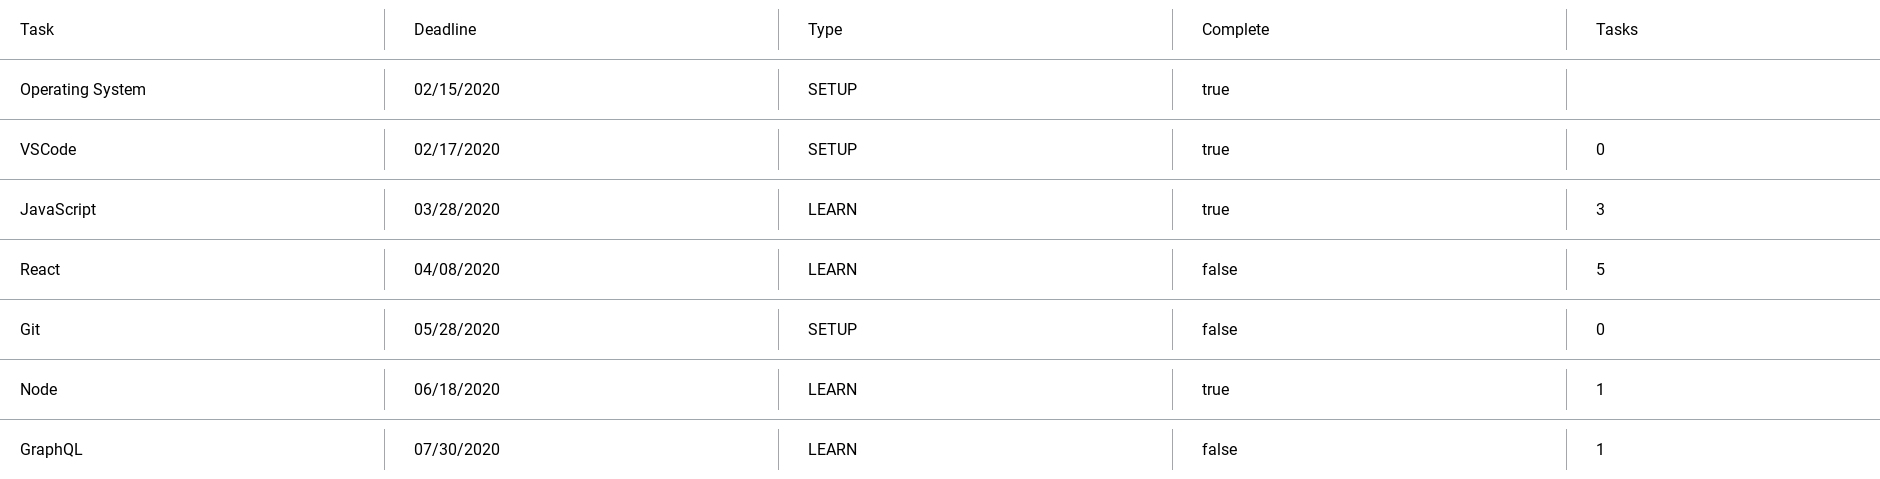 Task Deadline Type Complete Tasks
Operating System 02/15/2020 SETUP true
VSCode 02/17/2020 SETUP true 0
JavaScript 03/28/2020 LEARN true 3
React 04/08/2020 LEARN false 5
Git 05/28/2020 SETUP false 0
Node 06/18/2020 LEARN true 1
GraphQL 07/30/2020 LEARN false 1